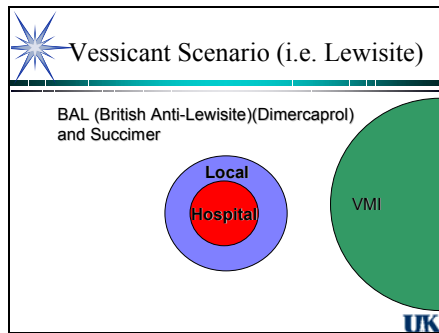 Vessicant Scenario (i.e. Lewisite)
BAL (British Anti-Lewisite)(Dimercaprol)
and Succimer
Local
Hospital
VMI
UK